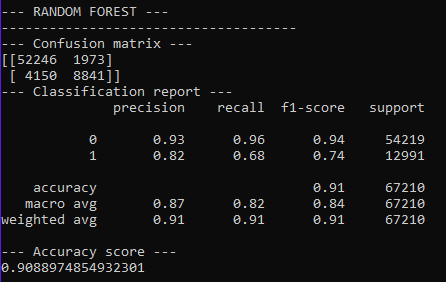 --- RANDOM FOREST ---
----------------------------------
--- Confusion matrix ---
[[52246  1973]
 [ 4150  8841]]
--- Classification report ---
              precision    recall  f1-score   support

           0       0.93      0.96      0.94     54219
           1       0.82      0.68      0.74     12991

    accuracy                           0.91     67210
   macro avg       0.87      0.82      0.84     67210
weighted avg       0.91      0.91      0.91     67210

--- Accuracy score ---
0.9088974854932301